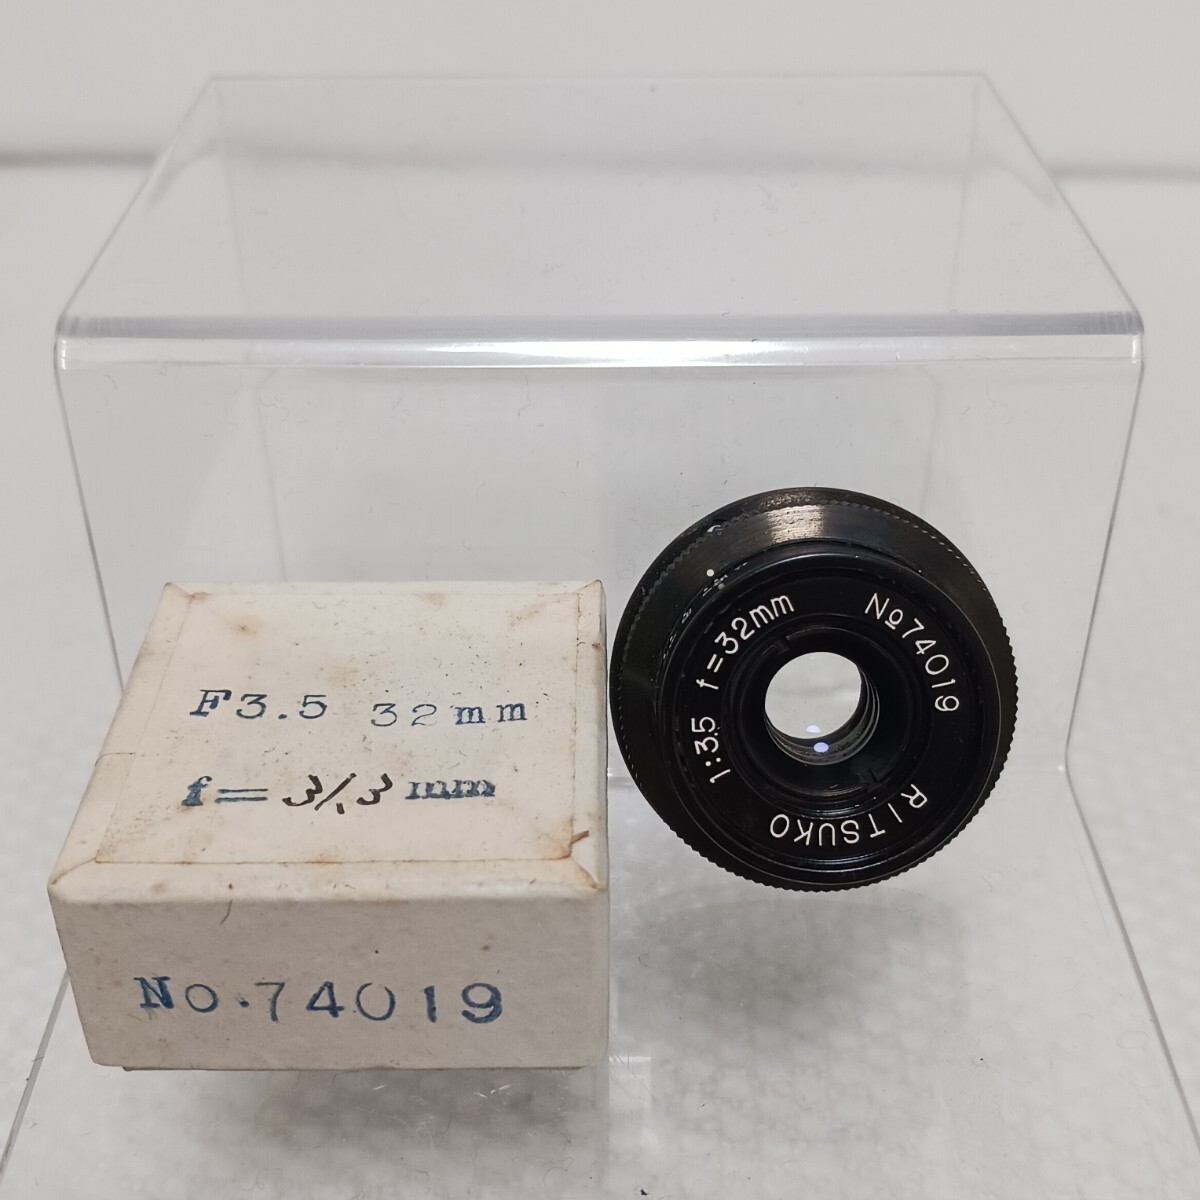 F3.5 32mm
f=31.3mm
No.74019
1:3.5 f=32mm
No74019
RITSUKO